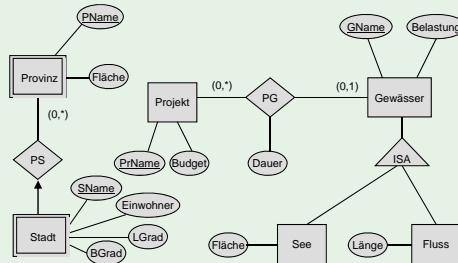 PName
GName
Belastung
Provinz
Fläche
Projekt
(0,*)
PG
(0,1)
Gewässer
(0,*)
PrName
Budget
Dauer
PS
ISA
SName
Einwohner
LGrad
BGrad
Stadt
Fläche
See
Länge
Fluss